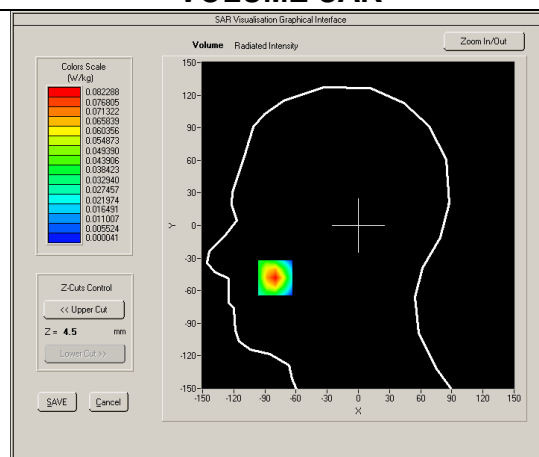 VOLUME SAR
SAR Visualisation Graphical Interface
Volume Radiated Intensity
Zoom In/Out
Colors Scale
(W/kg)
0.082288
0.076805
0.071322
0.065839
0.060356
0.054873
0.049390
0.043906
0.038423
0.032940
0.027457
0.021974
0.016491
0.011007
0.005524
0.000041
Z-Cuts Control
<< Upper Cut
Z = 4.5 mm
Lower Cut >>
SAVE Cancel
150
120
90
60
30
0
-30
-60
-90
-120
-150
Y
-150 -120 -90 -60 -30 0 30 60 90 120 150
X